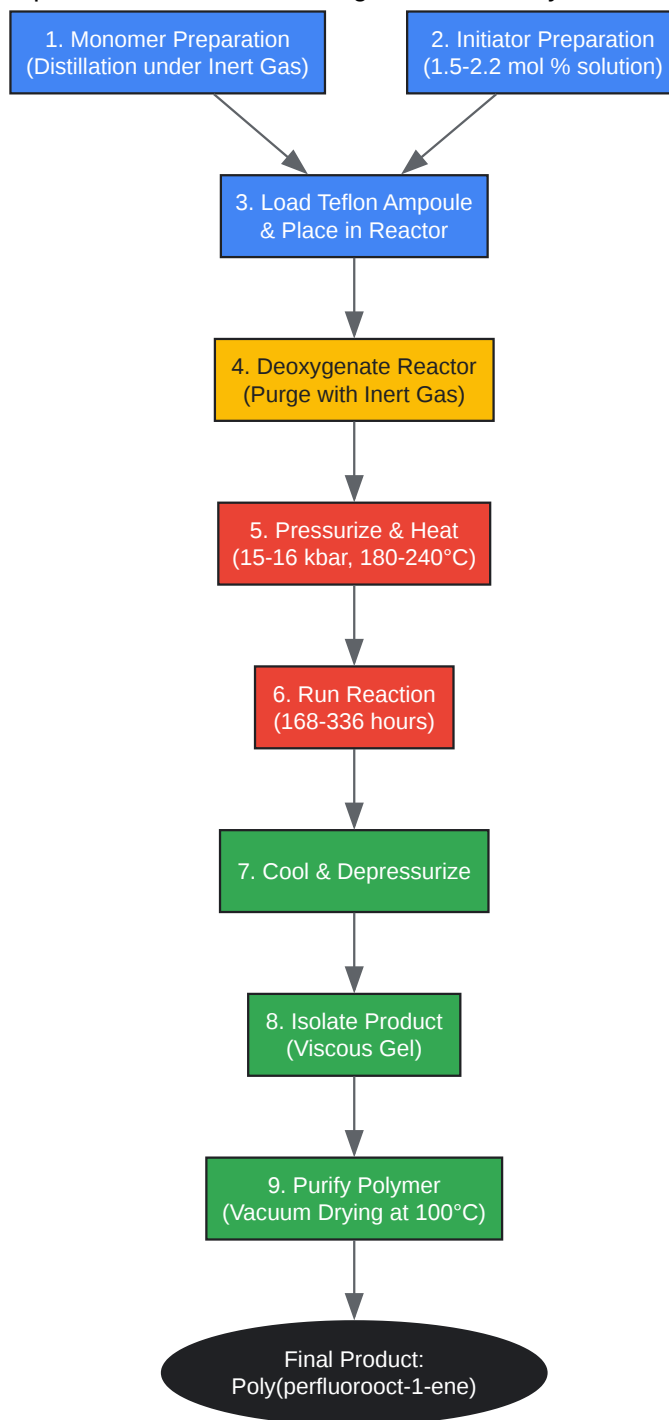 1. Monomer Preparation
(Distillation under Inert Gas)
2. Initiator Preparation
(1.5-2.2 mol % solution)
3. Load Teflon Ampoule
& Place in Reactor
4. Deoxygenate Reactor
(Purge with Inert Gas)
5. Pressurize & Heat
(15-16 kbar, 180-240°C)
6. Run Reaction
(168-336 hours)
7. Cool & Depressurize
8. Isolate Product
(Viscous Gel)
9. Purify Polymer
(Vacuum Drying at 100°C)
Final Product:
Poly(perfluorooct-1-ene)